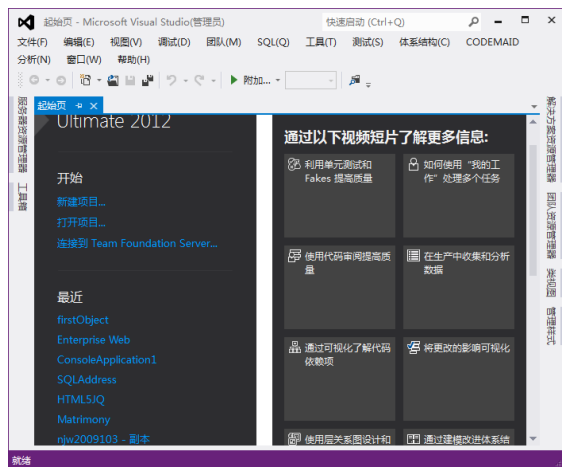 起始页 - Microsoft Visual Studio(管理员)
快速启动 (Ctrl+Q)
文件(F) 编辑(E) 视图(V) 调试(D) 团队(M) SQL(Q) 工具(T) 测试(S) 体系结构(C) CODEMAID
分析(N) 窗口(W) 帮助(H)
附加...
服务器资源管理器
工具箱
起始页
Ultimate 2012
开始
新建项目...
打开项目...
连接到 Team Foundation Server...
最近
firstObject
Enterprise Web
ConsoleApplication1
SQLAddress
HTML5JQ
Matrimony
njw2009103 - 副本
通过以下视频短片了解更多信息:
利用单元测试和
Fakes 提高质量
如何使用“我的工
作”处理多个任务
使用代码审阅提高质
量
在生产中收集和分析
数据
通过可视化了解代码
依赖项
将更改的影响可视化
使用层关系图设计和
通过建模改进体系结
解决方案资源管理器
团队资源管理器
类视图
管理样式
就绪